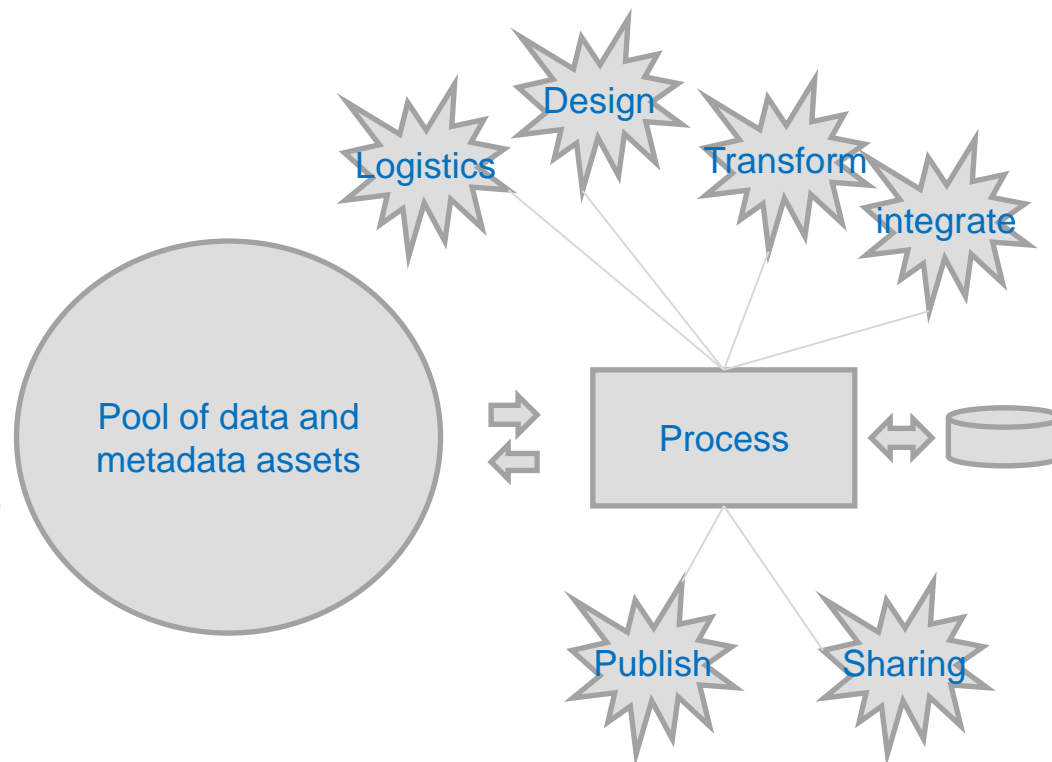 Design
Logistics
Transform
integrate
Pool of data and
metadata assets
Process
Publish
Sharing